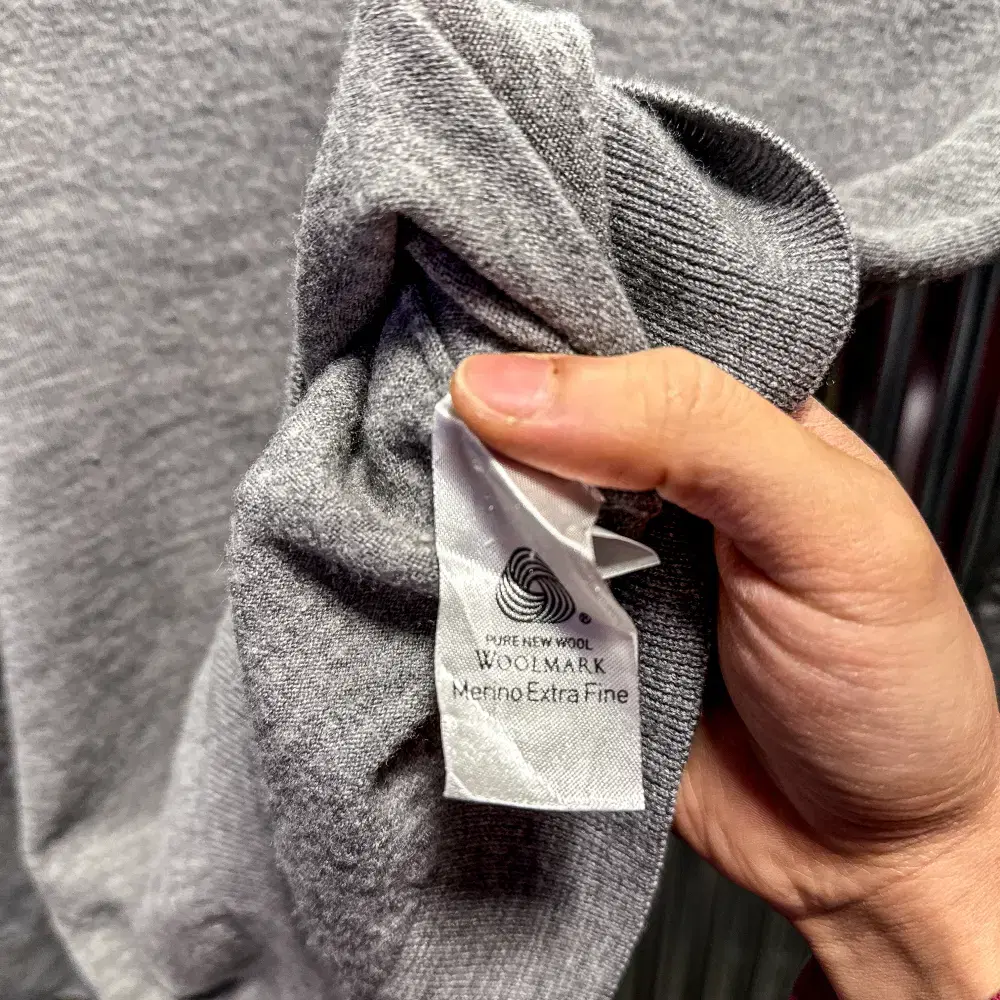 ®
PURE NEW WOOL
WOOLMARK
Merino Extra Fine